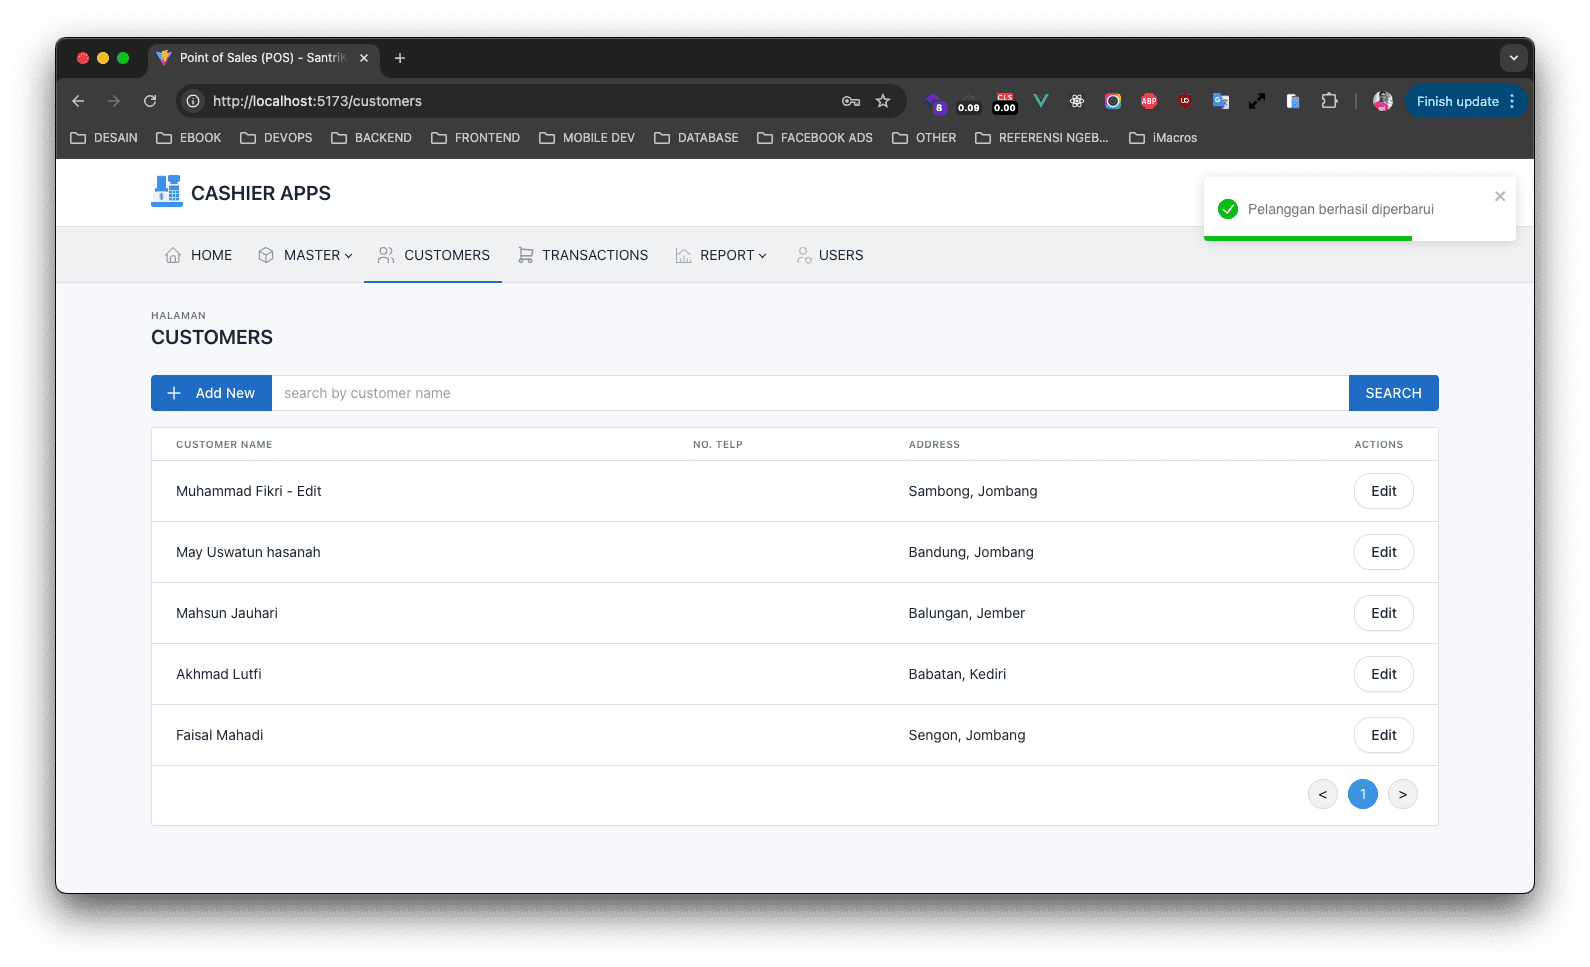 Point of Sales (POS) - SantriK
http://localhost:5173/customers
8 0.09 CLS 0.00 ABP UD Finish update
DESAIN EBOOK DEVOPS BACKEND FRONTEND MOBILE DEV DATABASE FACEBOOK ADS OTHER REFERENSI NGEB... iMacros
CASHIER APPS
Pelanggan berhasil diperbarui
HOME MASTER CUSTOMERS TRANSACTIONS REPORT USERS
HALAMAN
CUSTOMERS
+ Add New search by customer name SEARCH
CUSTOMER NAME NO. TELP ADDRESS ACTIONS
Muhammad Fikri - Edit Sambong, Jombang Edit
May Uswatun hasanah Bandung, Jombang Edit
Mahsun Jauhari Balungan, Jember Edit
Akhmad Lutfi Babatan, Kediri Edit
Faisal Mahadi Sengon, Jombang Edit
< 1 >